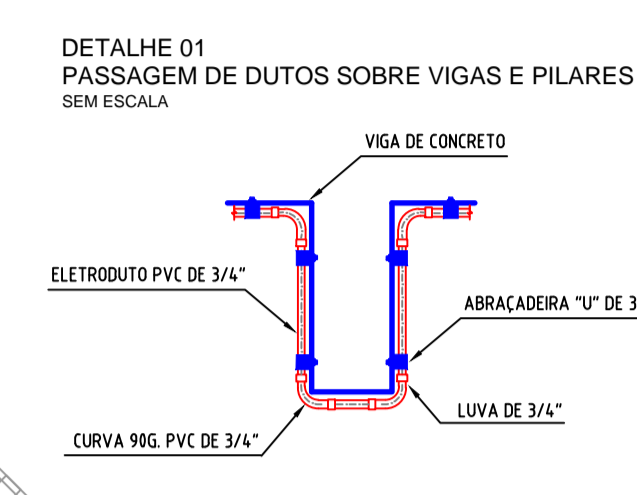 DETALHE 01
PASSAGEM DE DUTOS SOBRE VIGAS E PILARES
SEM ESCALA
VIGA DE CONCRETO
ELETRODUTO PVC DE 3/4"
ABRAÇADEIRA "U" DE 3
LUVA DE 3/4"
CURVA 90G. PVC DE 3/4"